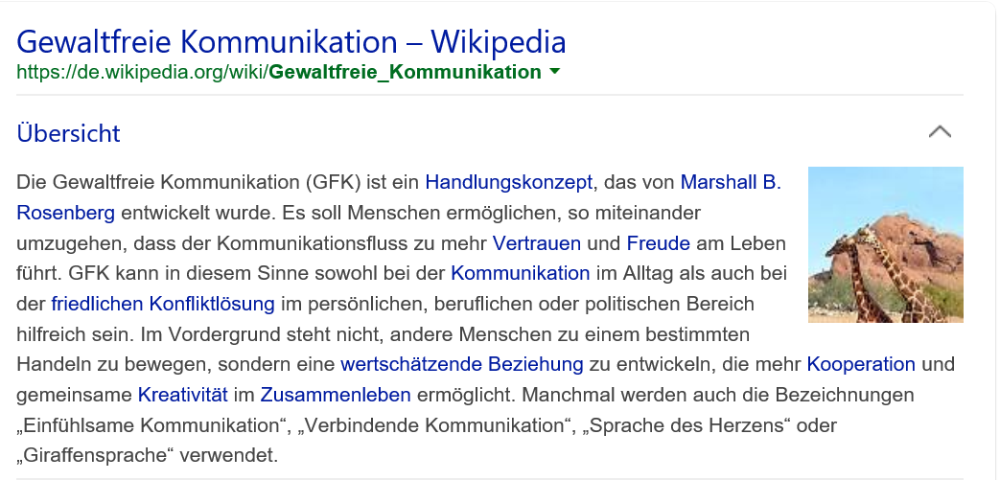 Gewaltfreie Kommunikation – Wikipedia
https://de.wikipedia.org/wiki/Gewaltfreie_Kommunikation
Übersicht
Die Gewaltfreie Kommunikation (GFK) ist ein Handlungskonzept, das von Marshall B.
Rosenberg entwickelt wurde. Es soll Menschen ermöglichen, so miteinander
umzugehen, dass der Kommunikationsfluss zu mehr Vertrauen und Freude am Leben
führt. GFK kann in diesem Sinne sowohl bei der Kommunikation im Alltag als auch bei
der friedlichen Konfliktlösung im persönlichen, beruflichen oder politischen Bereich
hilfreich sein. Im Vordergrund steht nicht, andere Menschen zu einem bestimmten
Handeln zu bewegen, sondern eine wertschätzende Beziehung zu entwickeln, die mehr Kooperation und
gemeinsame Kreativität im Zusammenleben ermöglicht. Manchmal werden auch die Bezeichnungen
„Einfühlsame Kommunikation“, „Verbindende Kommunikation“, „Sprache des Herzens“ oder
„Giraffensprache“ verwendet.